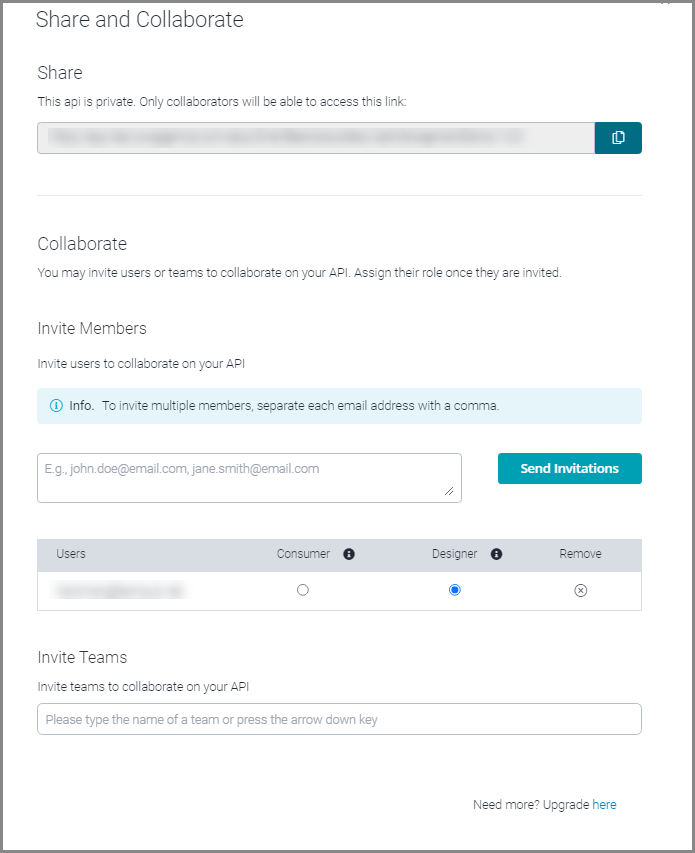 Share and Collaborate
Share
This api is private. Only collaborators will be able to access this link:
Collaborate
You may invite users or teams to collaborate on your API. Assign their role once they are invited.
Invite Members
Invite users to collaborate on your API
Info. To invite multiple members, separate each email address with a comma.
E.g., john.doe@email.com, jane.smith@email.com
Send Invitations
Users Consumer Designer Remove
Invite Teams
Invite teams to collaborate on your API
Please type the name of a team or press the arrow down key
Need more? Upgrade here